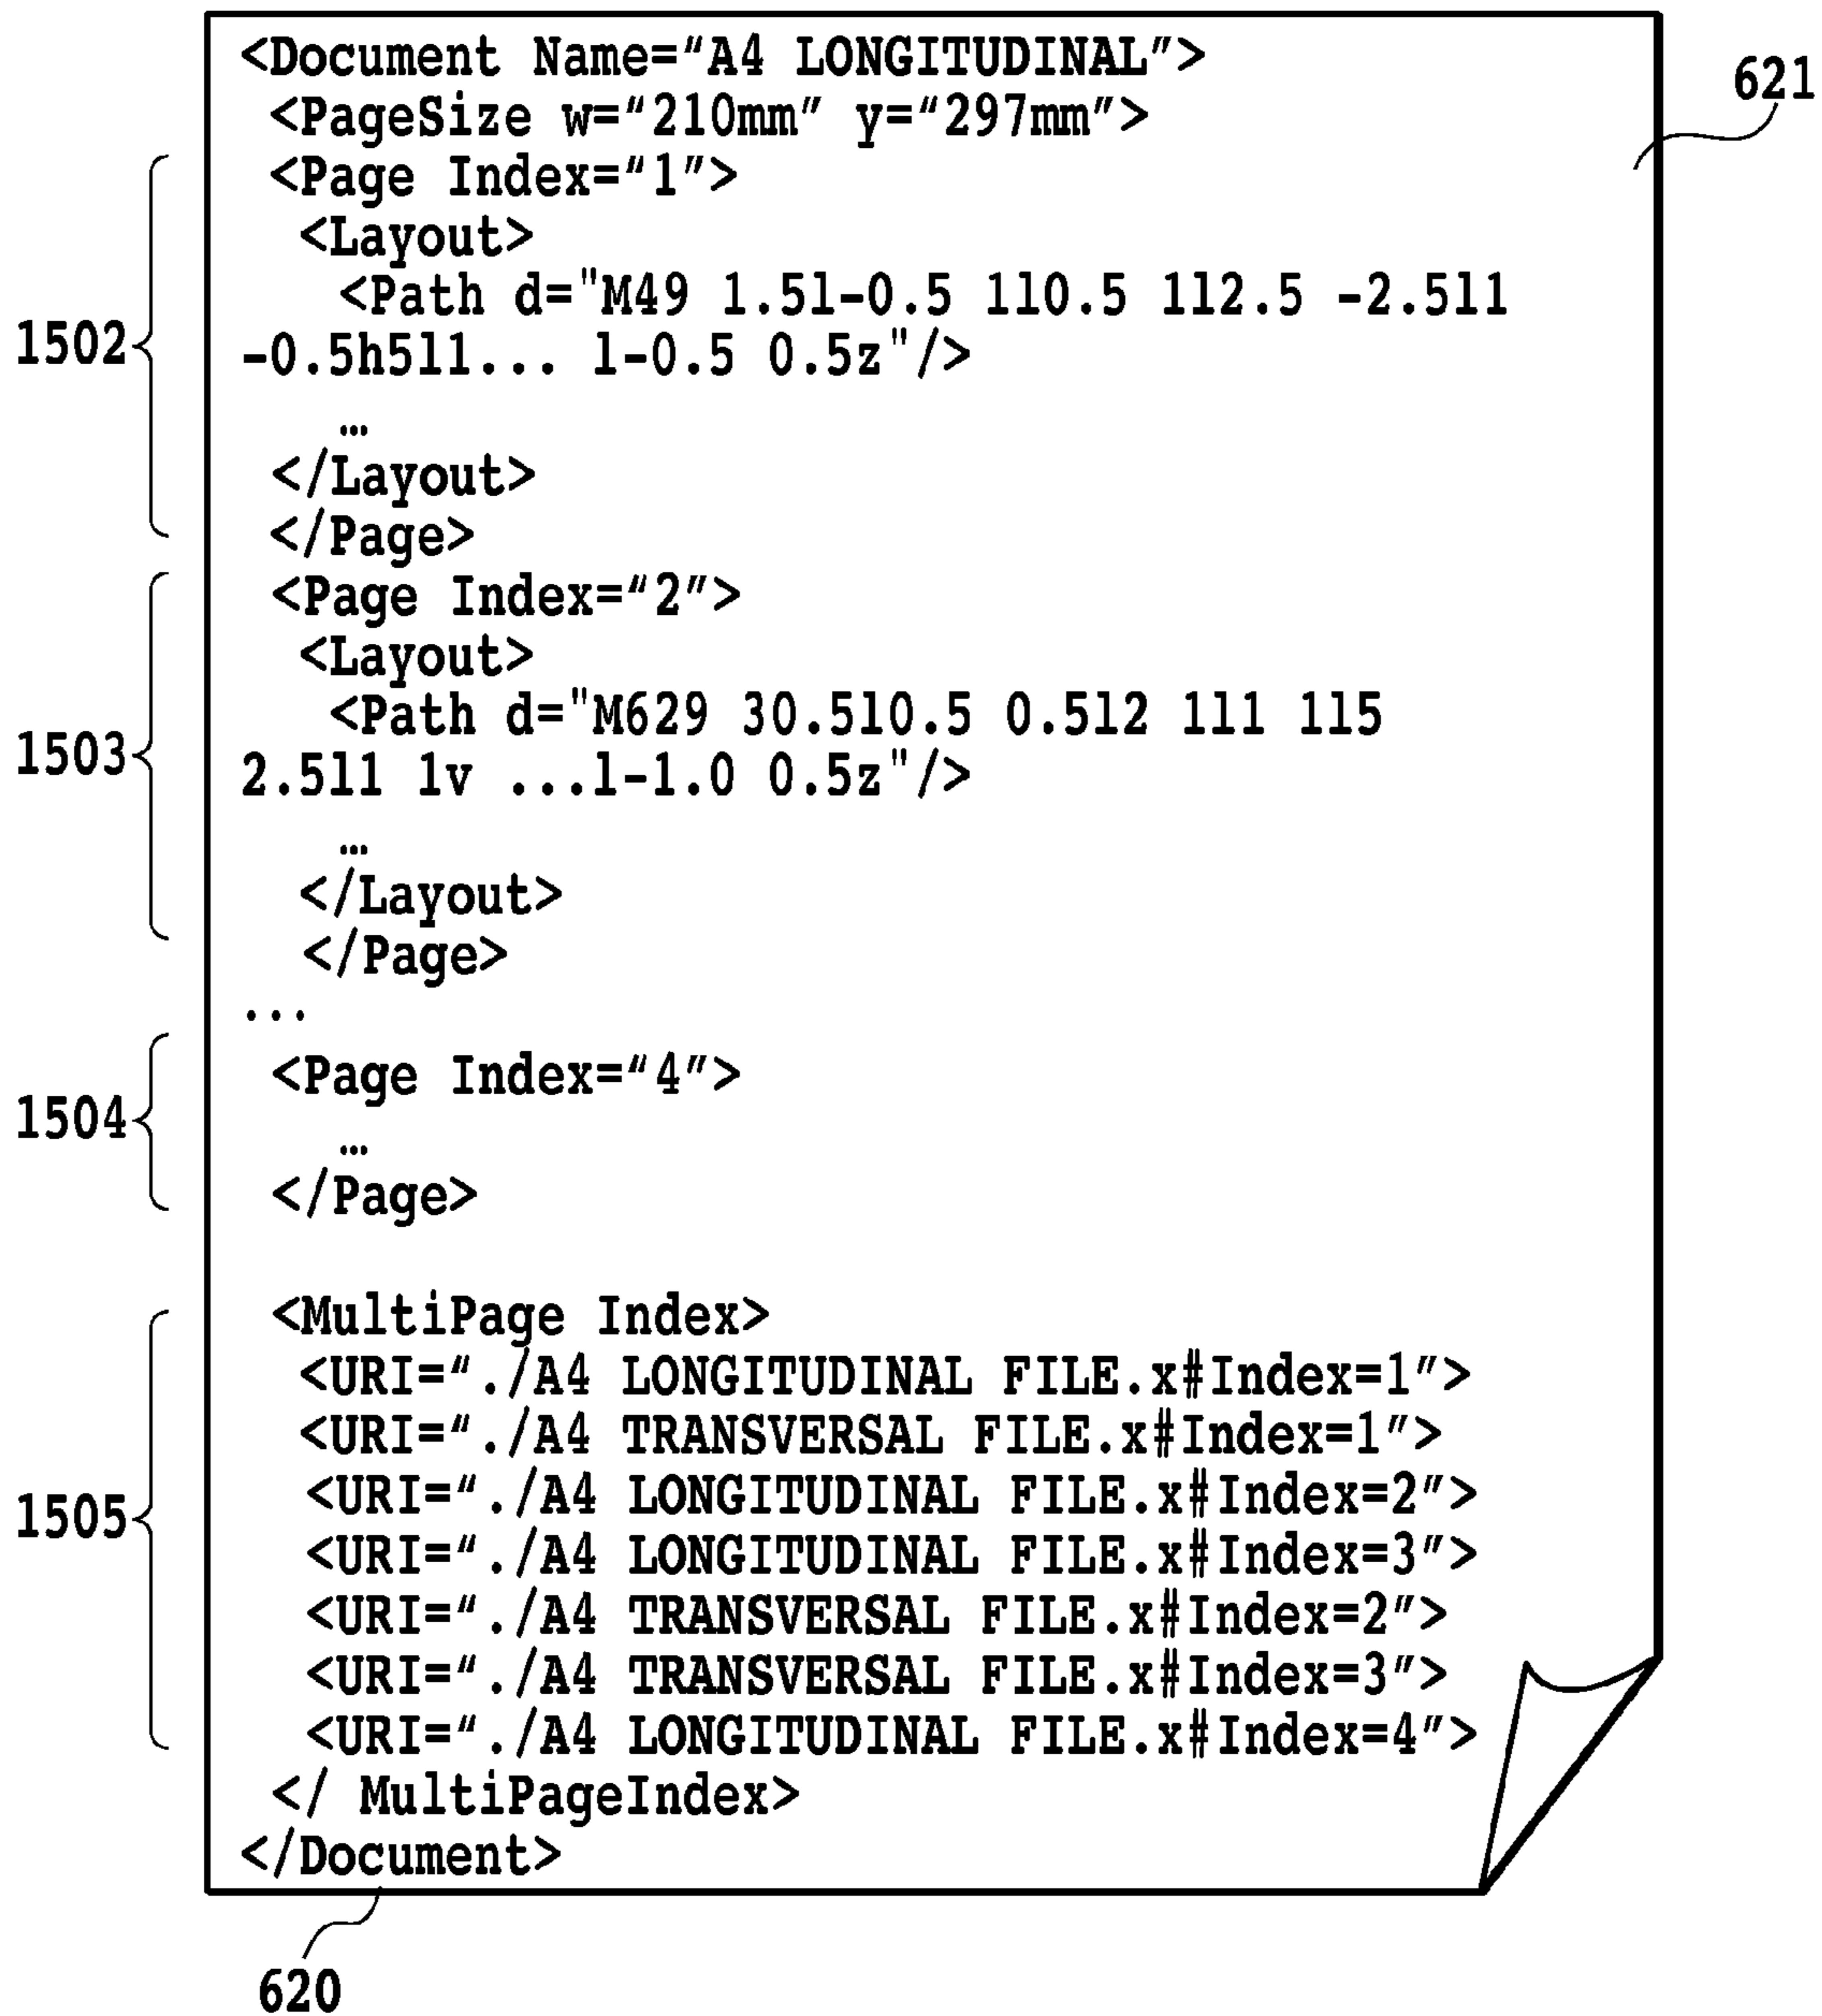 <Document Name=“A4 LONGITUDINAL”>
621
<PageSize w=“210mm” y=“297mm”>
<Page Index=“1”>
<Layout>
<Path d="M49 1.5l-0.5 1l0.5 1l2.5 -2.5l1
1502
-0.5h5l1... l-0.5 0.5z"/>
…
</Layout>
</Page>
<Page Index=“2”>
<Layout>
<Path d="M629 30.5l0.5 0.5l2 1l1 1l5
1503
2.5l1 1v ...l-1.0 0.5z"/>
…
</Layout>
</Page>
...
<Page Index=“4”>
1504
…
</Page>
<MultiPage Index>
<URI=“./A4 LONGITUDINAL FILE.x#Index=1”>
<URI=“./A4 TRANSVERSAL FILE.x#Index=1”>
<URI=“./A4 LONGITUDINAL FILE.x#Index=2”>
1505
<URI=“./A4 LONGITUDINAL FILE.x#Index=3”>
<URI=“./A4 TRANSVERSAL FILE.x#Index=2”>
<URI=“./A4 TRANSVERSAL FILE.x#Index=3”>
<URI=“./A4 LONGITUDINAL FILE.x#Index=4”>
</ MultiPageIndex>
</Document>
620